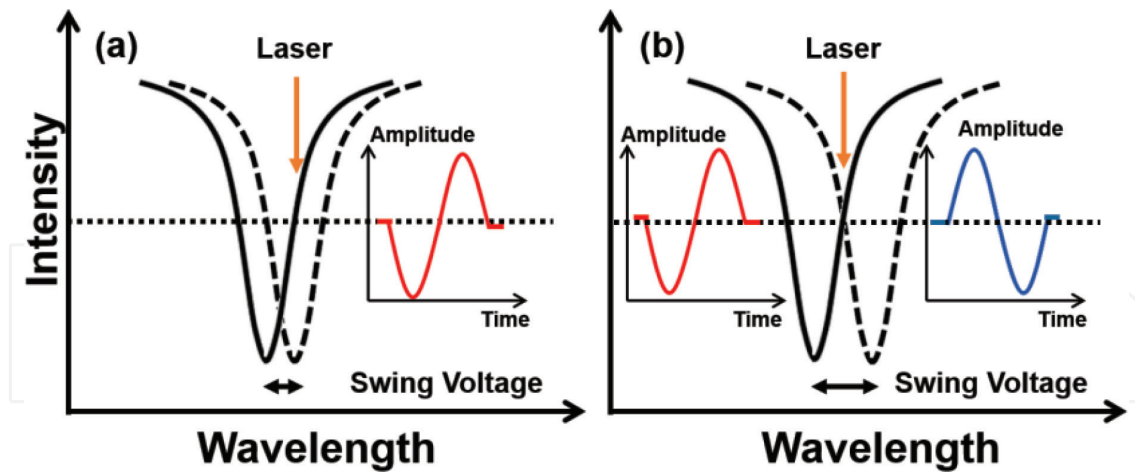 (a)
Laser
Amplitude
Time
Swing Voltage
Intensity
Wavelength
(b)
Laser
Amplitude
Time
Amplitude
Time
Swing Voltage
Wavelength